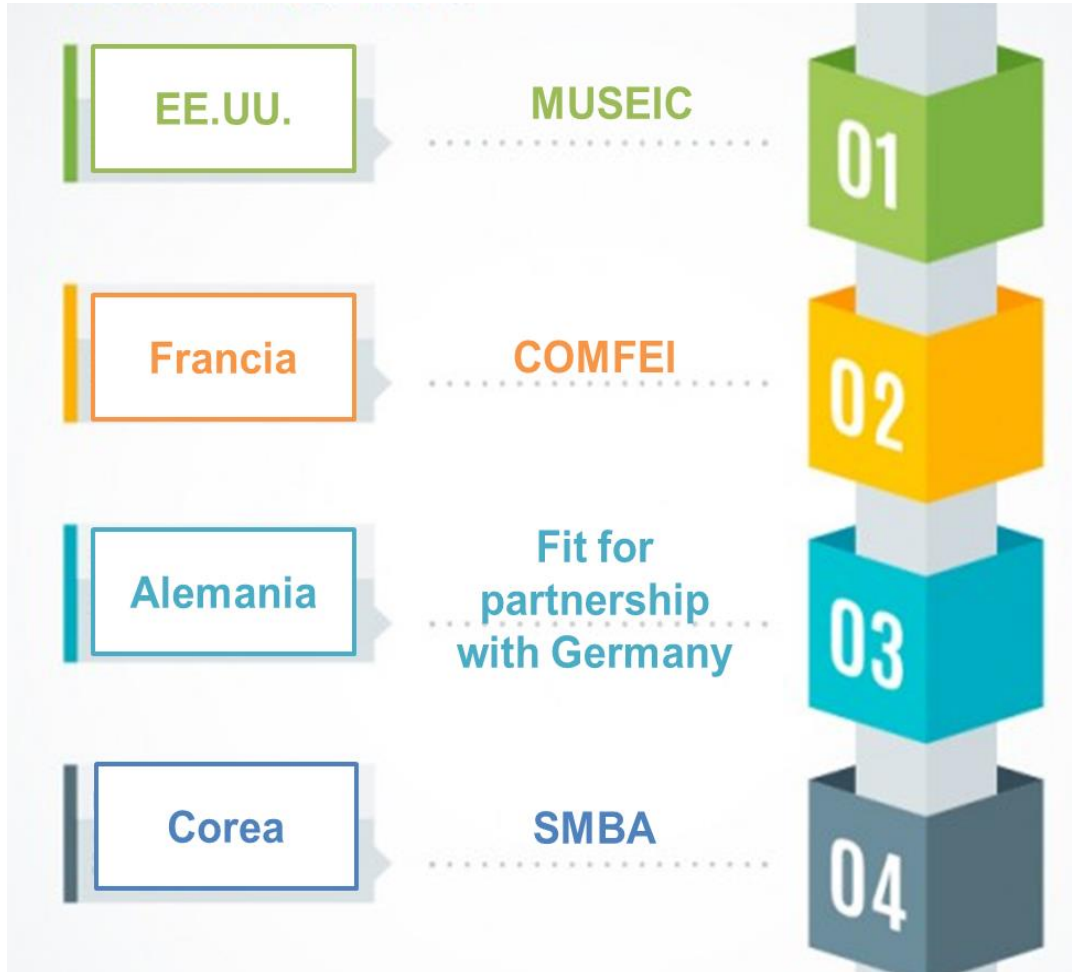 EE.UU.
MUSEIC
01
Francia
COMFEI
02
Alemania
Fit for
partnership
with Germany
03
Corea
SMBA
04